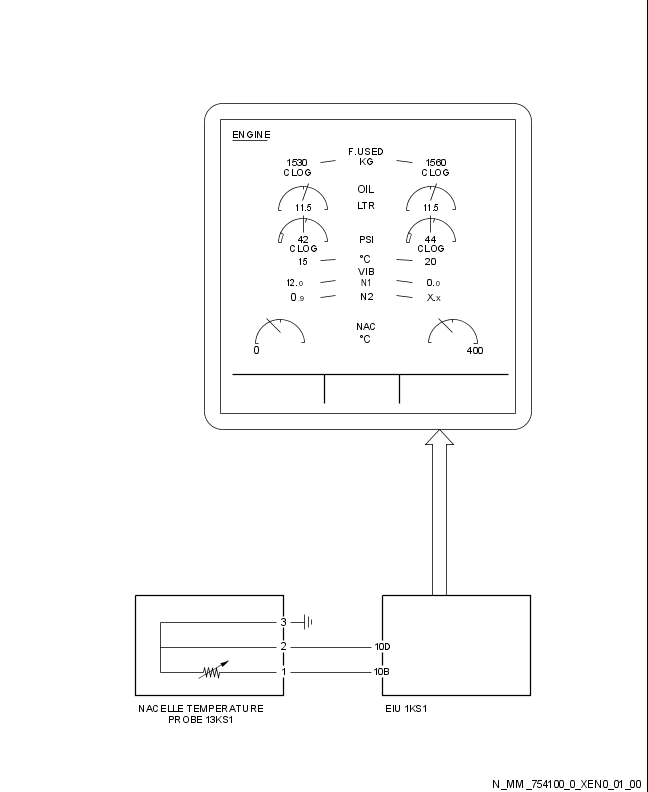 ENGINE
F.USED
1530 KG 1560
CLOG CLOG
OIL
11.5 LTR 11.5
42 PSI 44
CLOG CLOG
15 °C 20
VIB
12.0 N1 0.0
0.9 N2 X.X
NAC
0 °C 400
3
2 10D
1 10B
NACELLE TEMPERATURE EIU 1KS1
PROBE 13KS1
N_MM_754100_0_XEN0_01_00